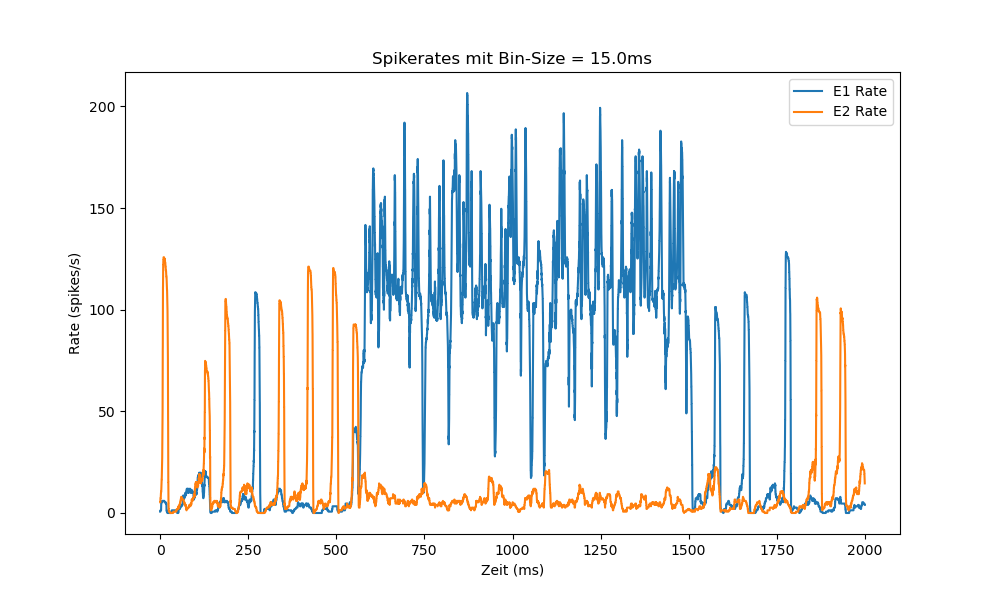 Spikerates mit Bin-Size = 15.0ms
E1 Rate
E2 Rate
200
150
100
50
0
Rate (spikes/s)
0 250 500 750 1000 1250 1500 1750 2000
Zeit (ms)